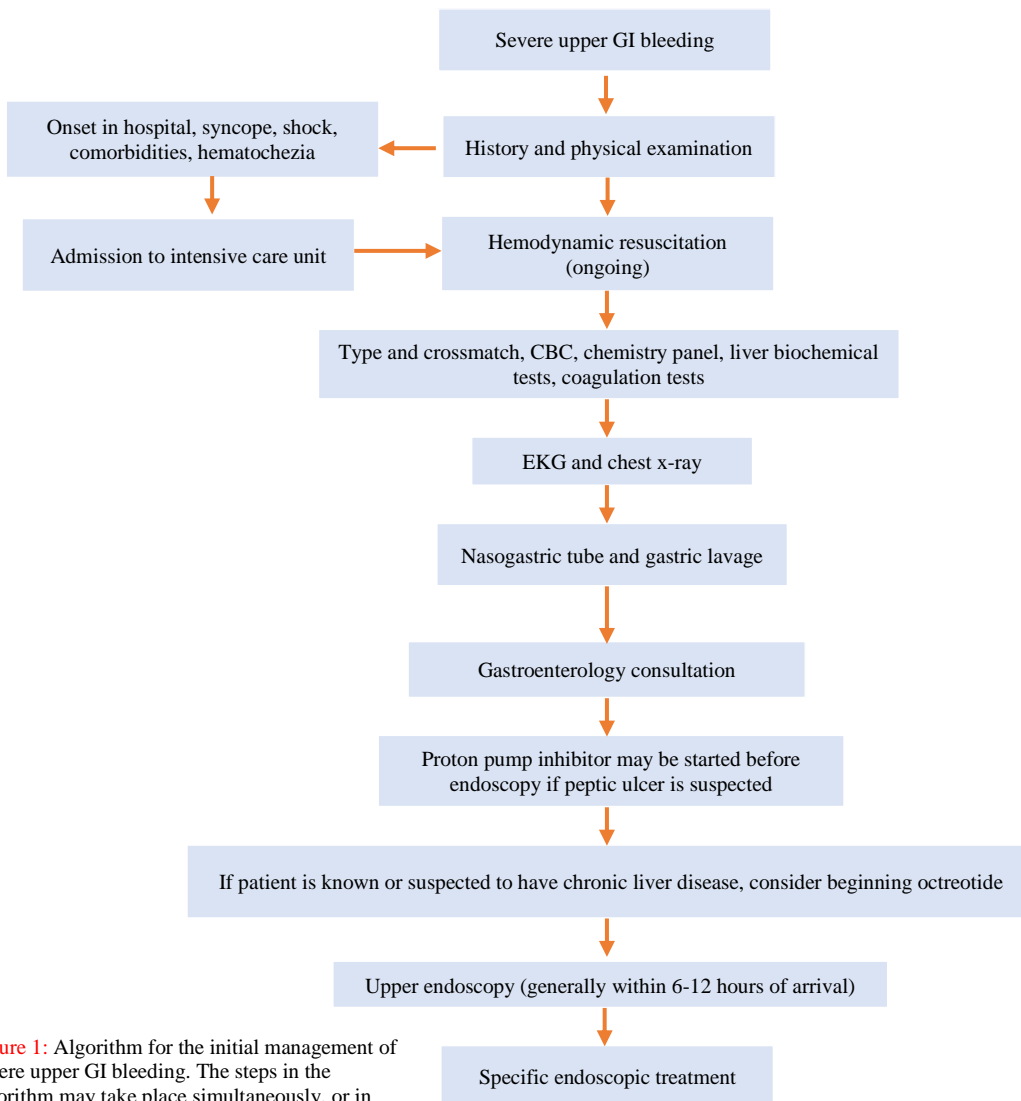 Severe upper GI bleeding
Onset in hospital, syncope, shock,
comorbidities, hematochezia
History and physical examination
Admission to intensive care unit
Hemodynamic resuscitation
(ongoing)
Type and crossmatch, CBC, chemistry panel, liver biochemical
tests, coagulation tests
EKG and chest x-ray
Nasogastric tube and gastric lavage
Gastroenterology consultation
Proton pump inhibitor may be started before
endoscopy if peptic ulcer is suspected
If patient is known or suspected to have chronic liver disease, consider beginning octreotide
Upper endoscopy (generally within 6-12 hours of arrival)
Specific endoscopic treatment
1: Algorithm for the initial management of
upper GI bleeding. The steps in the
may take place simultaneously, or in